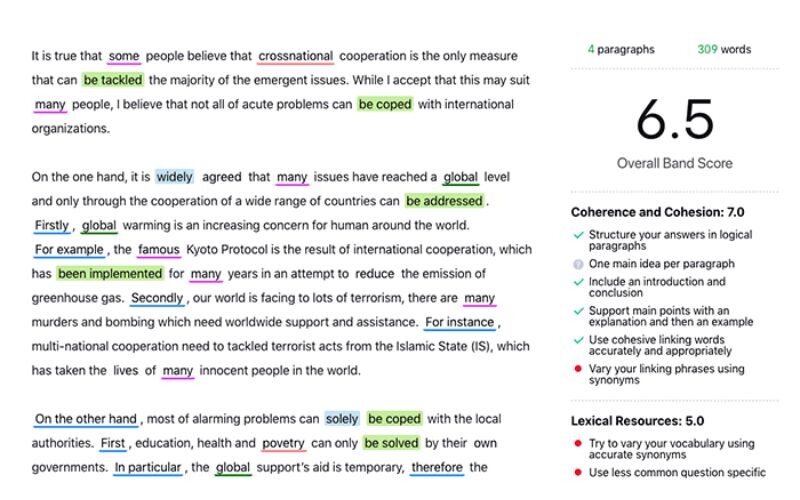 It is true that some people believe that crossnational cooperation is the only measure
that can be tackled the majority of the emergent issues. While I accept that this may suit
many people, I believe that not all of acute problems can be coped with international
organizations.
On the one hand, it is widely agreed that many issues have reached a global level
and only through the cooperation of a wide range of countries can be addressed.
Firstly, global warming is an increasing concern for human around the world.
For example, the famous Kyoto Protocol is the result of international cooperation, which
has been implemented for many years in an attempt to reduce the emission of
greenhouse gas. Secondly, our world is facing to lots of terrorism, there are many
murders and bombing which need worldwide support and assistance. For instance,
multi-national cooperation need to tackled terrorist acts from the Islamic State (IS), which
has taken the lives of many innocent people in the world.
On the other hand, most of alarming problems can solely be coped with the local
authorities. First, education, health and povetry can only be solved by their own
governments. In particular, the global support's aid is temporary, therefore the
4 paragraphs 309 words
6.5
Overall Band Score
Coherence and Cohesion: 7.0
Structure your answers in logical
paragraphs
One main idea per paragraph
Include an introduction and
conclusion
Support main points with an
explanation and then an example
Use cohesive linking words
accurately and appropriately
Vary your linking phrases using
synonyms
Lexical Resources: 5.0
Try to vary your vocabulary using
accurate synonyms
Use less common question specific